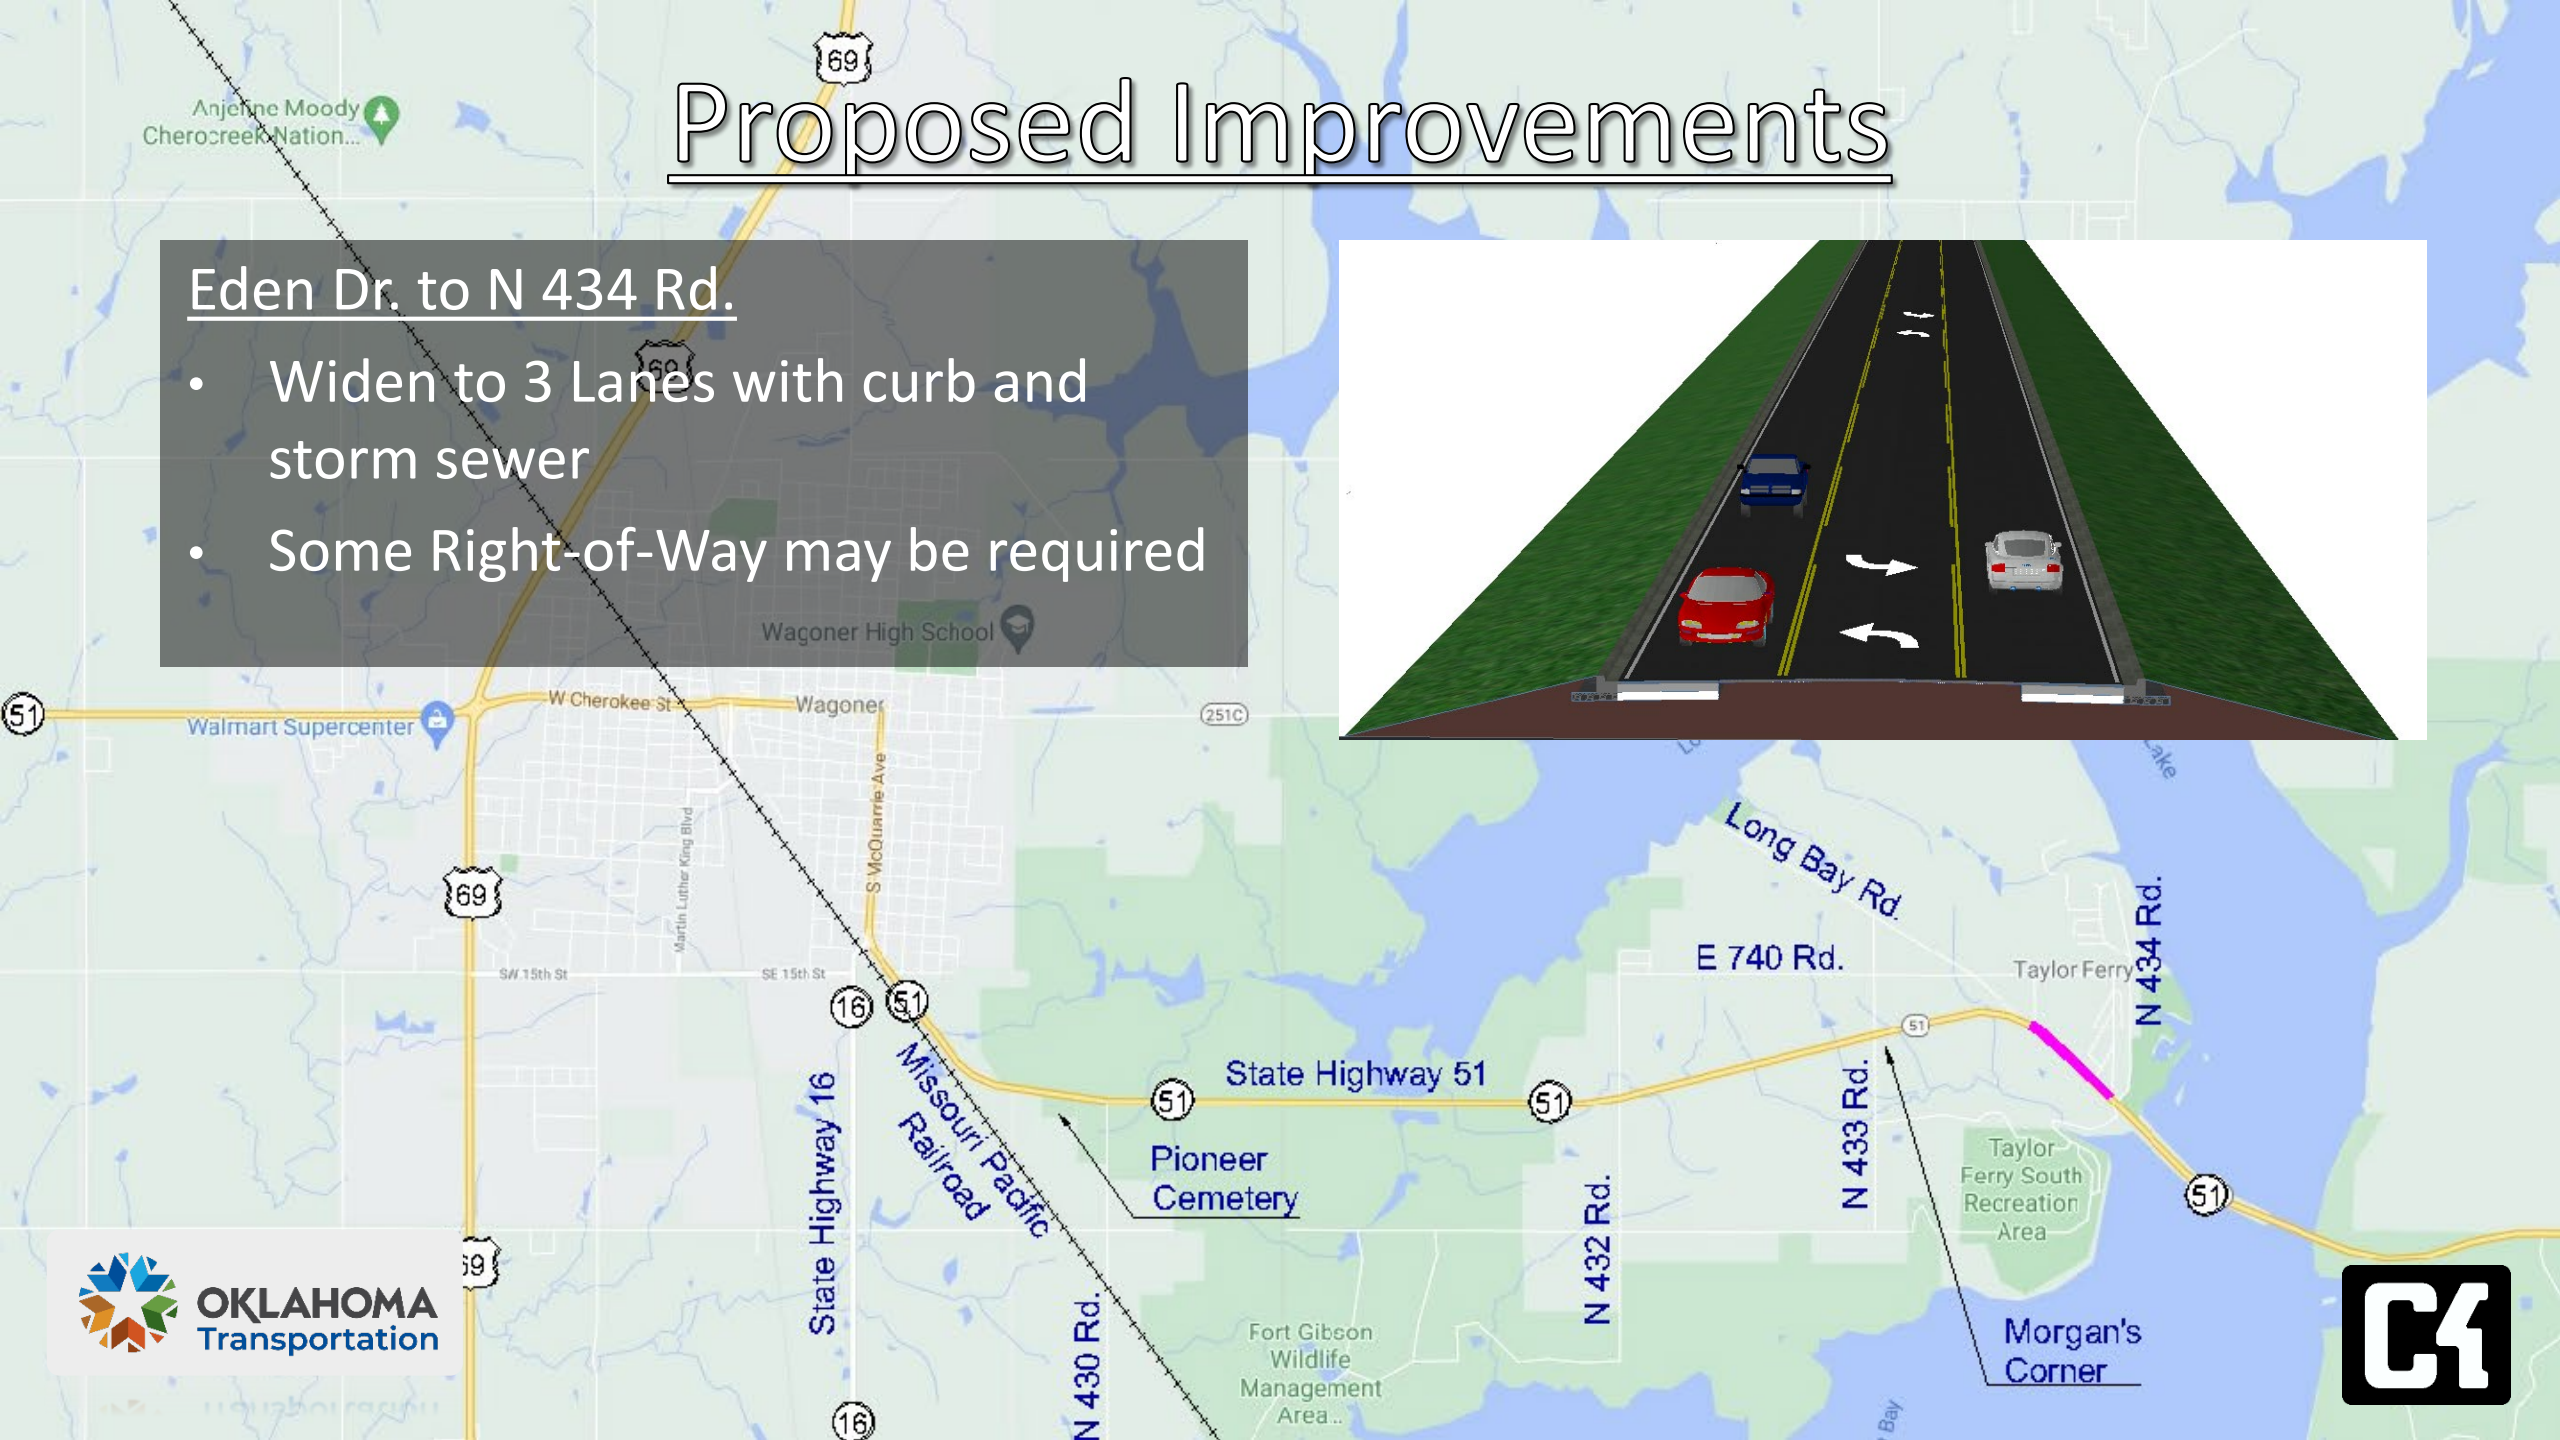 Proposed Improvements
Eden Dr. to N 434 Rd.
• Widen to 3 Lanes with curb and
storm sewer
• Some Right-of-Way may be required
69
Anjeline Moody
Cherocreek Nation...
69
Wagoner High School
51
Walmart Supercenter
W Cherokee St
Wagoner
251C
S McQuarrie Ave
Martin Luther King Blvd
69
SW 15th St
SE 15th St
16
51
Long Bay Rd.
E 740 Rd.
Taylor Ferry
N 434 Rd.
Lake
51
State Highway 51
51
51
Missouri Pacific
Railroad
State Highway 16
Pioneer
Cemetery
N 432 Rd.
N 433 Rd.
Taylor
Ferry South
Recreation
Area
51
69
N 430 Rd.
16
Fort Gibson
Wildlife
Management
Area...
Morgan's
Corner
Bay
OKLAHOMA
Transportation
C4